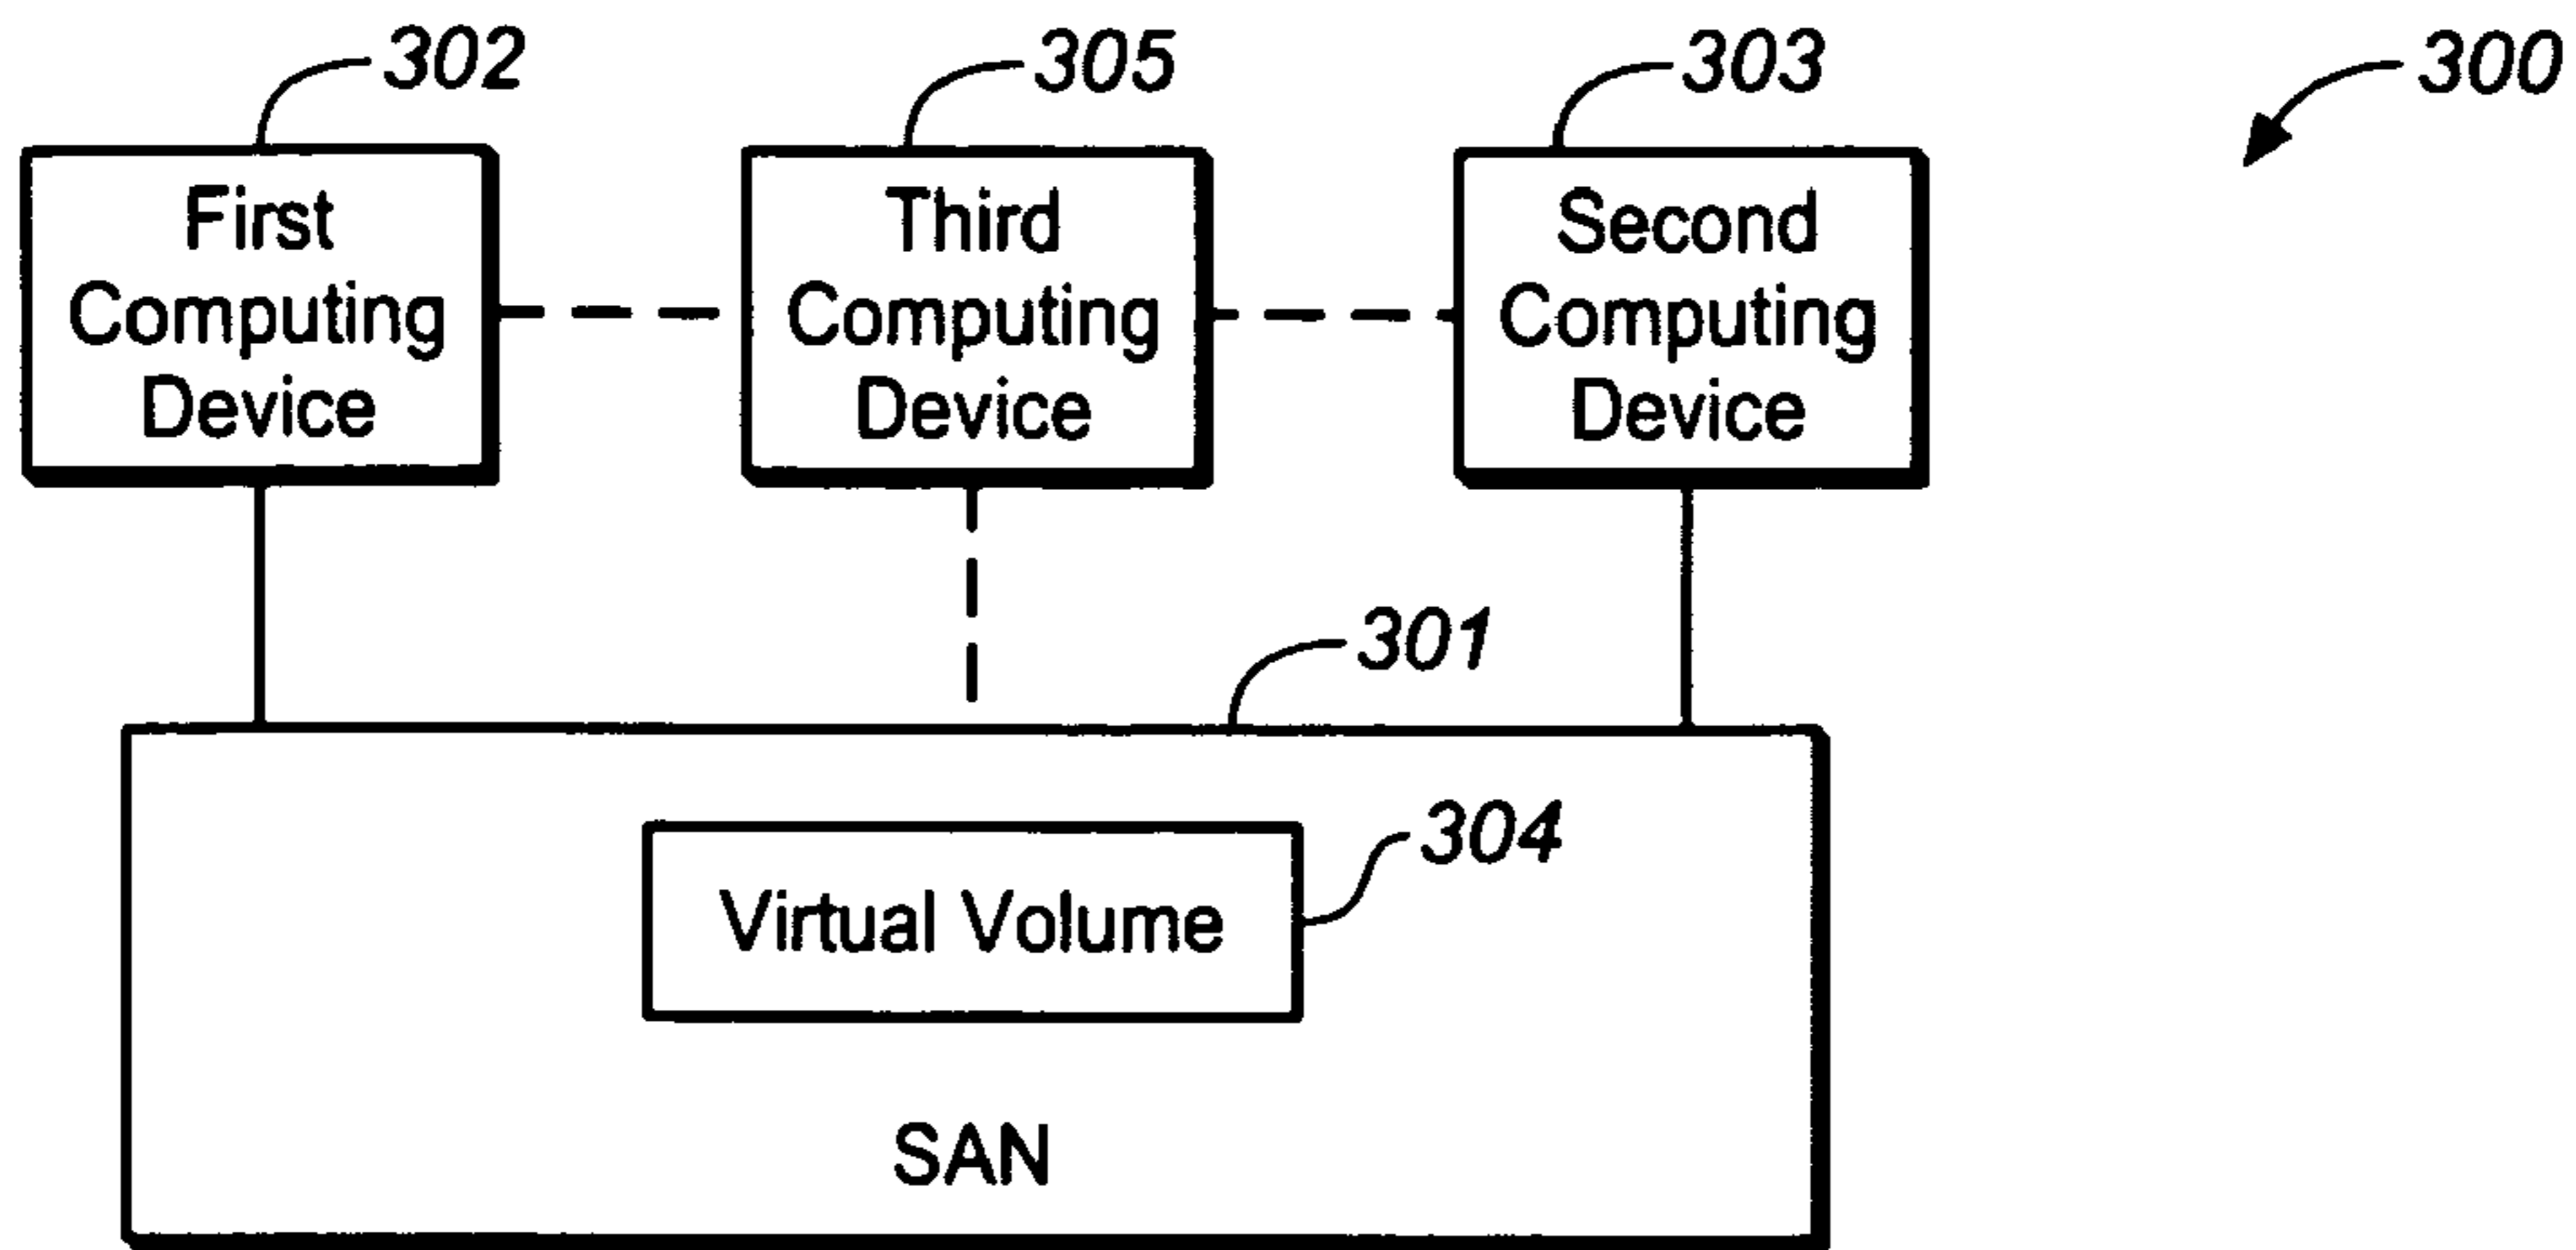 302
305
303
300
First
Computing
Device
Third
Computing
Device
Second
Computing
Device
301
304
Virtual Volume
SAN